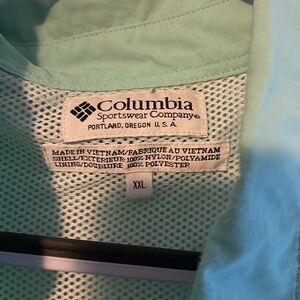 Columbia
Sportswear Company®
PORTLAND, OREGON U.S.A.
MADE IN VIETNAM/FABRIQUE AU VIETNAM
SHELL/EXTERIEUR: 100% NYLON/POLYAMIDE
LINING/DOUBLURE: 100% POLYESTER
XXL